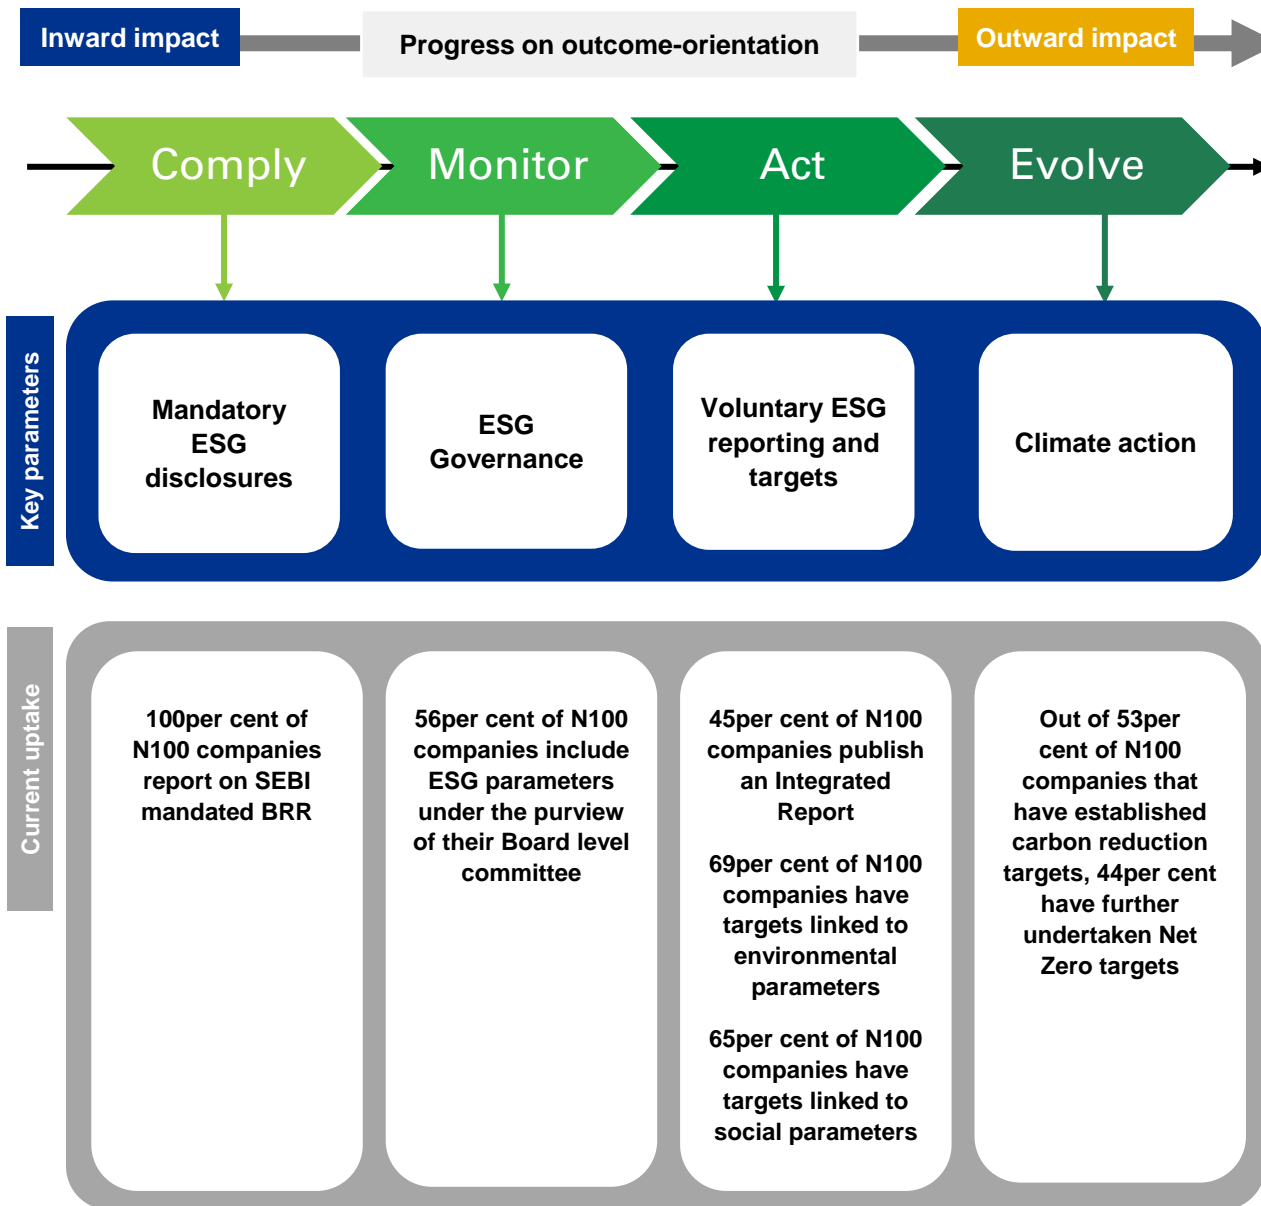 Inward impact
Progress on outcome-orientation
Outward impact
Comply
Monitor
Act
Evolve
Key parameters
Mandatory
ESG
disclosures
ESG
Governance
Voluntary ESG
reporting and
targets
Climate action
Current uptake
100per cent of
N100 companies
report on SEBI
mandated BRR
56per cent of N100
companies include
ESG parameters
under the purview
of their Board level
committee
45per cent of N100
companies publish
an Integrated
Report
69per cent of N100
companies have
targets linked to
environmental
parameters
65per cent of N100
companies have
targets linked to
social parameters
Out of 53per
cent of N100
companies that
have established
carbon reduction
targets, 44per cent
have further
undertaken Net
Zero targets